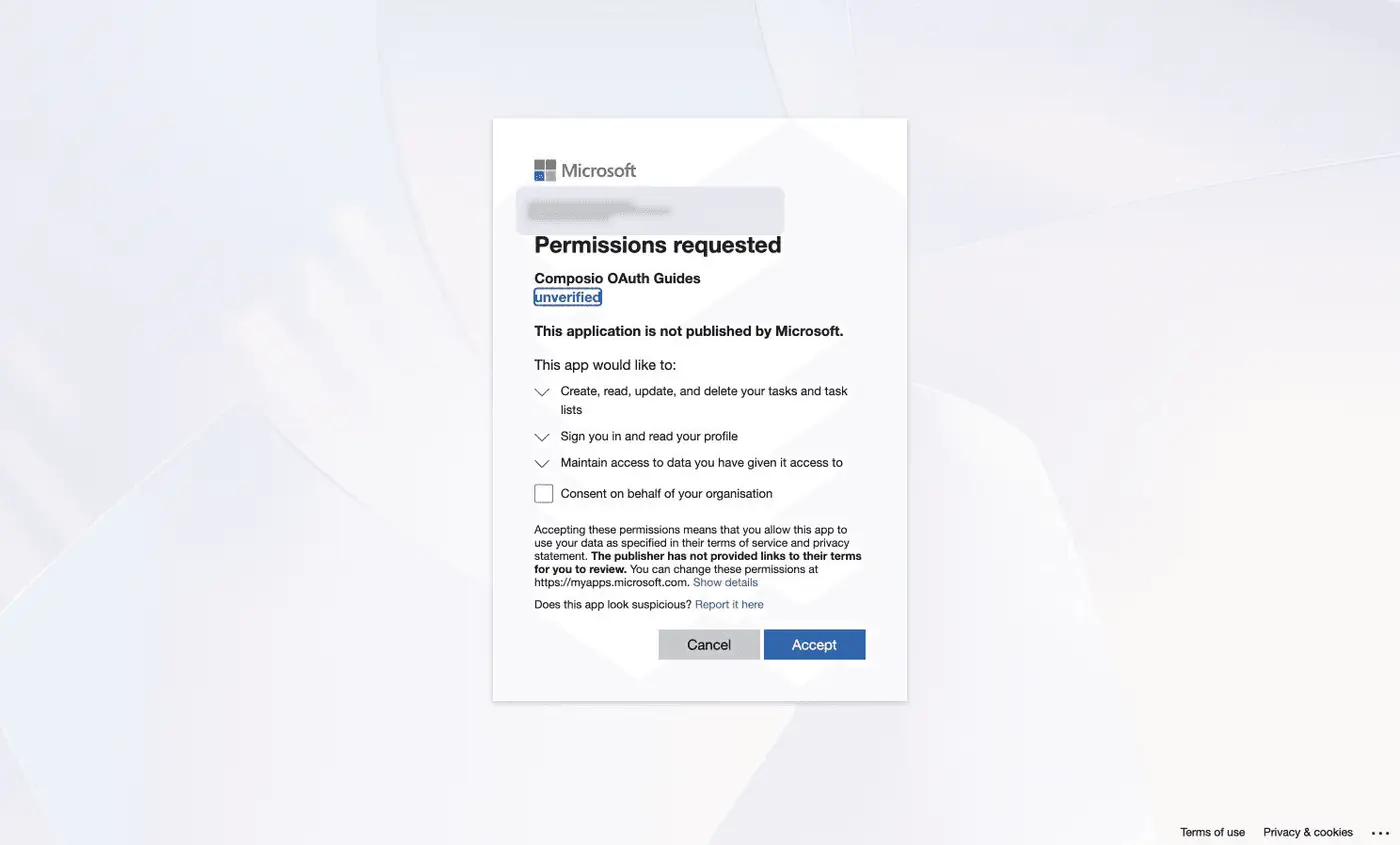 Microsoft
Permissions requested
Composio OAuth Guides
unverified
This application is not published by Microsoft.
This app would like to:
Create, read, update, and delete your tasks and task
lists
Sign you in and read your profile
Maintain access to data you have given it access to
Consent on behalf of your organisation
Accepting these permissions means that you allow this app to
use your data as specified in their terms of service and privacy
statement. The publisher has not provided links to their terms
for you to review. You can change these permissions at
https://myapps.microsoft.com. Show details
Does this app look suspicious? Report it here
Cancel Accept
Terms of use Privacy & cookies ...